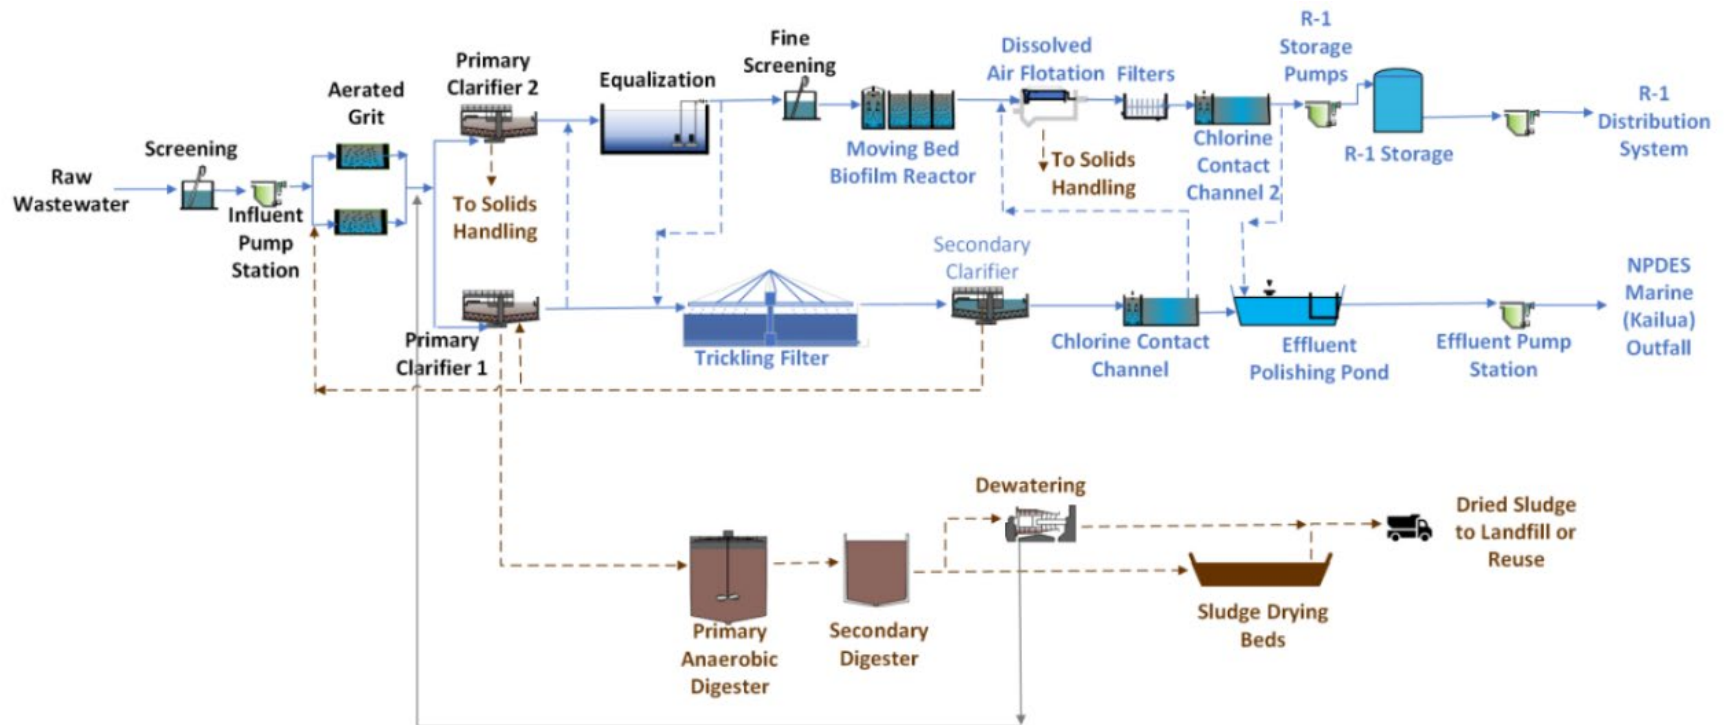 Raw
Wastewater
Screening
Influent
Pump
Station
Aerated
Grit
Primary
Clarifier 2
To Solids
Handling
Primary
Clarifier 1
Equalization
Fine
Screening
Moving Bed
Biofilm Reactor
Dissolved
Air Flotation
To Solids
Handling
Filters
Chlorine
Contact
Channel 2
R-1
Storage
Pumps
R-1 Storage
R-1
Distribution
System
Trickling Filter
Secondary
Clarifier
Chlorine Contact
Channel
Effluent
Polishing Pond
Effluent Pump
Station
NPDES
Marine
(Kailua)
Outfall
Primary
Anaerobic
Digester
Secondary
Digester
Dewatering
Sludge Drying
Beds
Dried Sludge
to Landfill or
Reuse